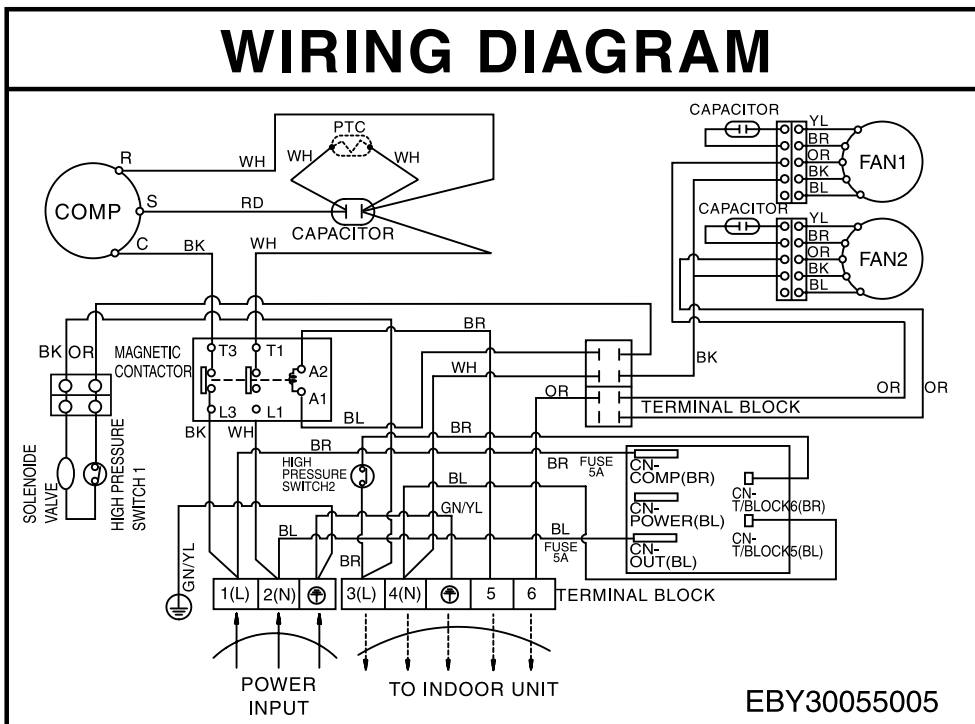 WIRING DIAGRAM
CAPACITOR
PTC
YL
BR
OR
BK
BL
FAN1
R
WH
WH
WH
COMP
S
RD
CAPACITOR
CAPACITOR
YL
BR
OR
BK
BL
FAN2
C
BK
WH
BR
BK
OR
MAGNETIC
CONTACTOR
T3
T1
A2
A1
L3
L1
WH
BK
OR
OR
OR
TERMINAL BLOCK
BK
WH
BL
BR
BR
HIGH
PRESSURE
SWITCH2
BL
BR
FUSE
5A
CN-
COMP(BR)
CN-
POWER(BL)
CN-
OUT(BL)
CN-
T/BLOCK6(BR)
CN-
T/BLOCK5(BL)
SOLENOIDE
VALVE
HIGH PRESSURE
SWITCH 1
GN/YL
BL
BL
FUSE
5A
BR
GN/YL
1(L)
2(N)
3(L)
4(N)
5
6
TERMINAL BLOCK
POWER
INPUT
TO INDOOR UNIT
EBY30055005